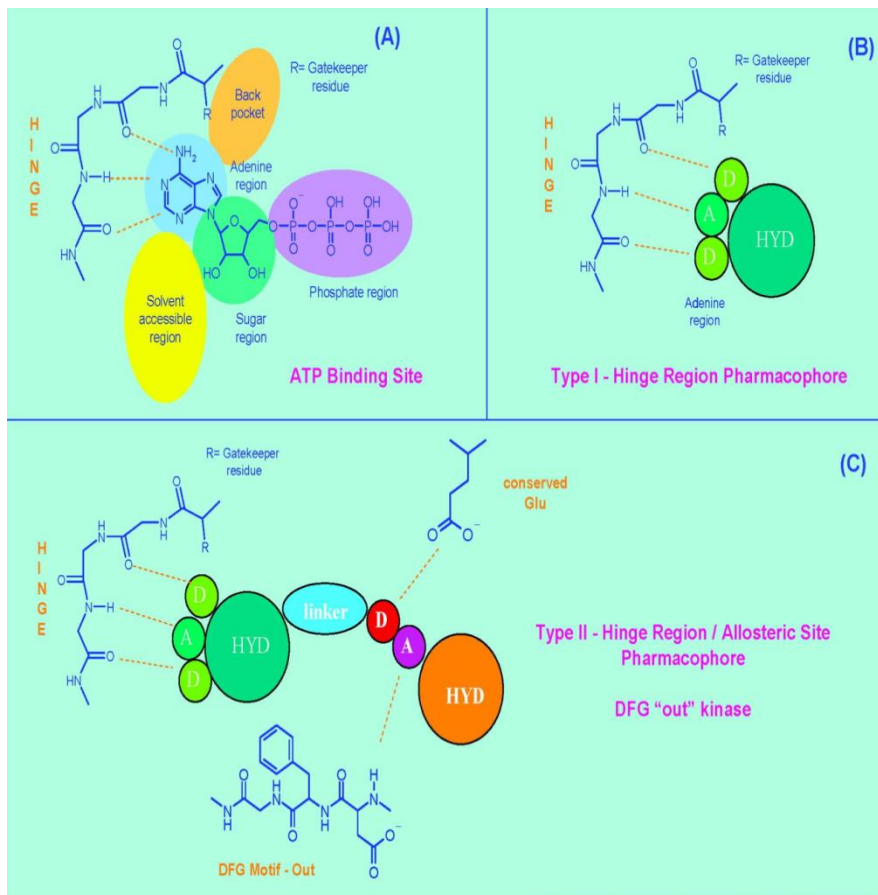 (A)
R= Gatekeeper
residue
Back
pocket
HINGE
O
H
N
O
H
N
R
O
O
N-H
O
HN
NH₂
N
N
N
N
Adenine
region
O
O
O⁻
OH
OH
P-O-P-O-P-OH
O
O
O
HO
OH
Phosphate region
Sugar
region
Solvent
accessible
region
ATP Binding Site
(B)
R= Gatekeeper
residue
HINGE
O
H
N
O
H
N
R
O
O
N-H
O
HN
D
A
D
HYD
Adenine
region
Type I - Hinge Region Pharmacophore
(C)
R= Gatekeeper
residue
HINGE
O
H
N
O
H
N
R
O
O
N-H
O
HN
D
A
D
HYD
linker
D
A
HYD
conserved
Glu
O
O⁻
Type II - Hinge Region / Allosteric Site
Pharmacophore
DFG "out" kinase
O
N
H
H
N
O
O
N
H
H
N
O
O⁻
DFG Motif - Out